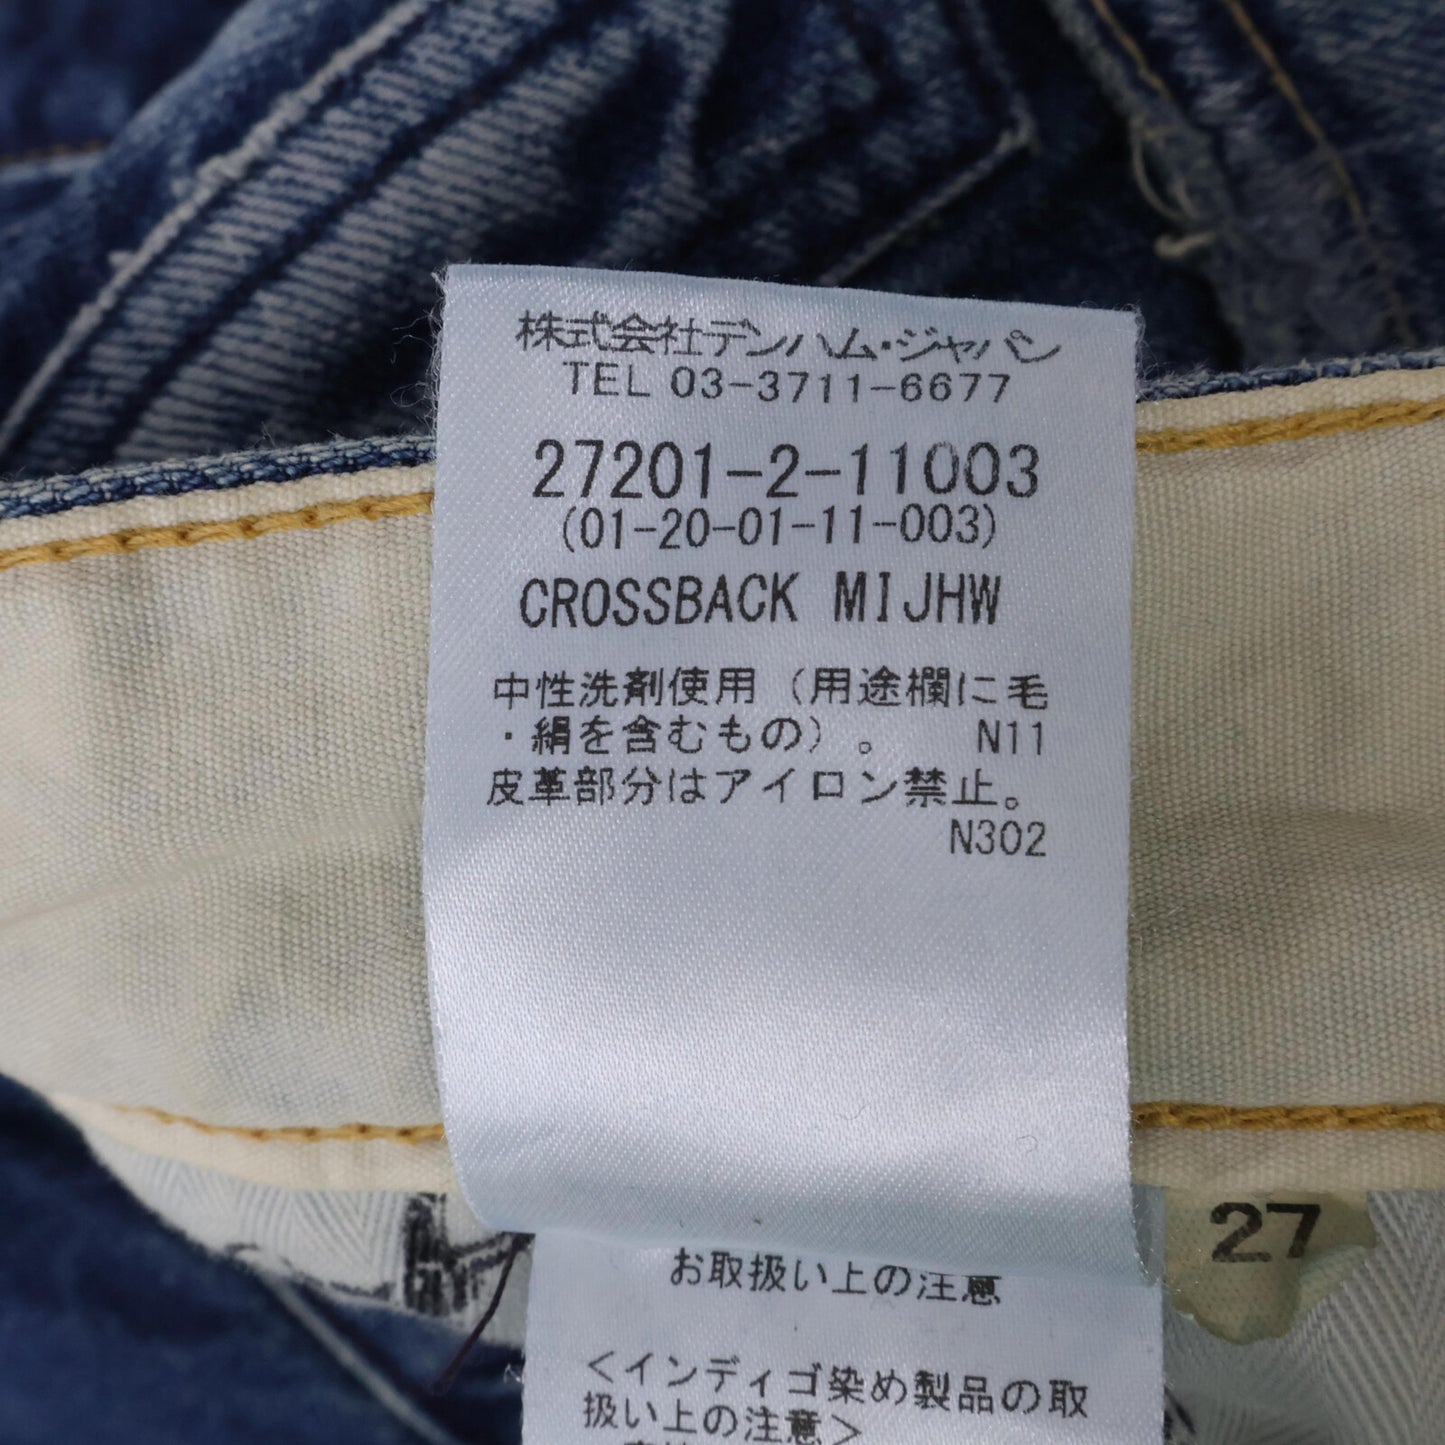 株式会社デンハム・ジャパン
TEL 03-3711-6677
27201-2-11003
(01-20-01-11-003)
CROSSBACK MIJHW
中性洗剤使用（用途欄に毛
・絹を含むもの）。 N11
皮革部分はアイロン禁止。
N302
27
お取扱い上の注意
<インディゴ染め製品の取
扱い上の注意>